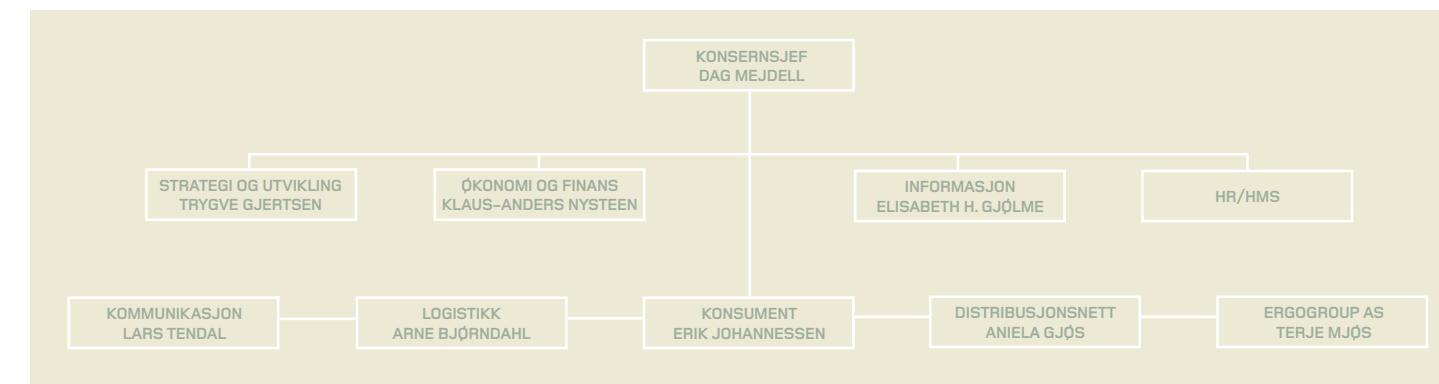 KONSERNSJEF
DAG MEJDELL
STRATEGI OG UTVIKLING
TRYGVE GJERTSEN
ØKONOMI OG FINANS
KLAUS-ANDERS NYSTEEN
INFORMASJON
ELISABETH H. GJØLME
HR/HMS
KOMMUNIKASJON
LARS TENDAL
LOGISTIKK
ARNE BJØRNDAHL
KONSUMENT
ERIK JOHANNESSEN
DISTRIBUSJONSNETT
ANIELA GJØS
ERGOGROUP AS
TERJE MJØS